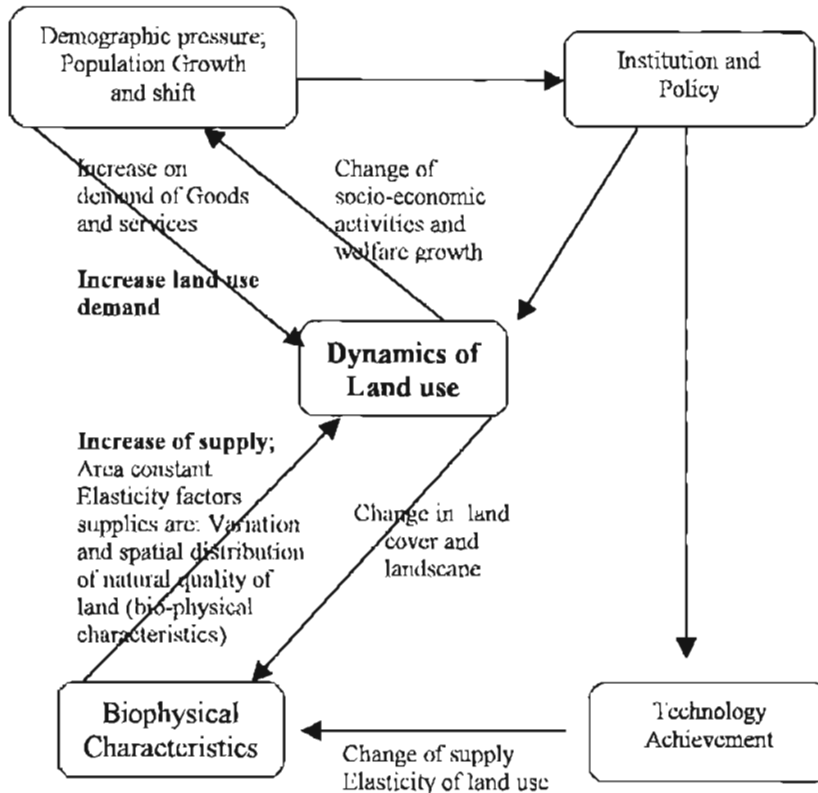 Demographic pressure;
Population Growth
and shift
Institution and
Policy
Increase on
demand of Goods
and services
Increase land use
demand
Change of
socio-economic
activities and
welfare growth
Dynamics of
Land use
Increase of supply;
Area constant
Elasticity factors
supplies are: Variation
and spatial distribution
of natural quality of
land (bio-physical
characteristics)
Change in land
cover and
landscape
Biophysical
Characteristics
Change of supply
Elasticity of land use
Technology
Achievement